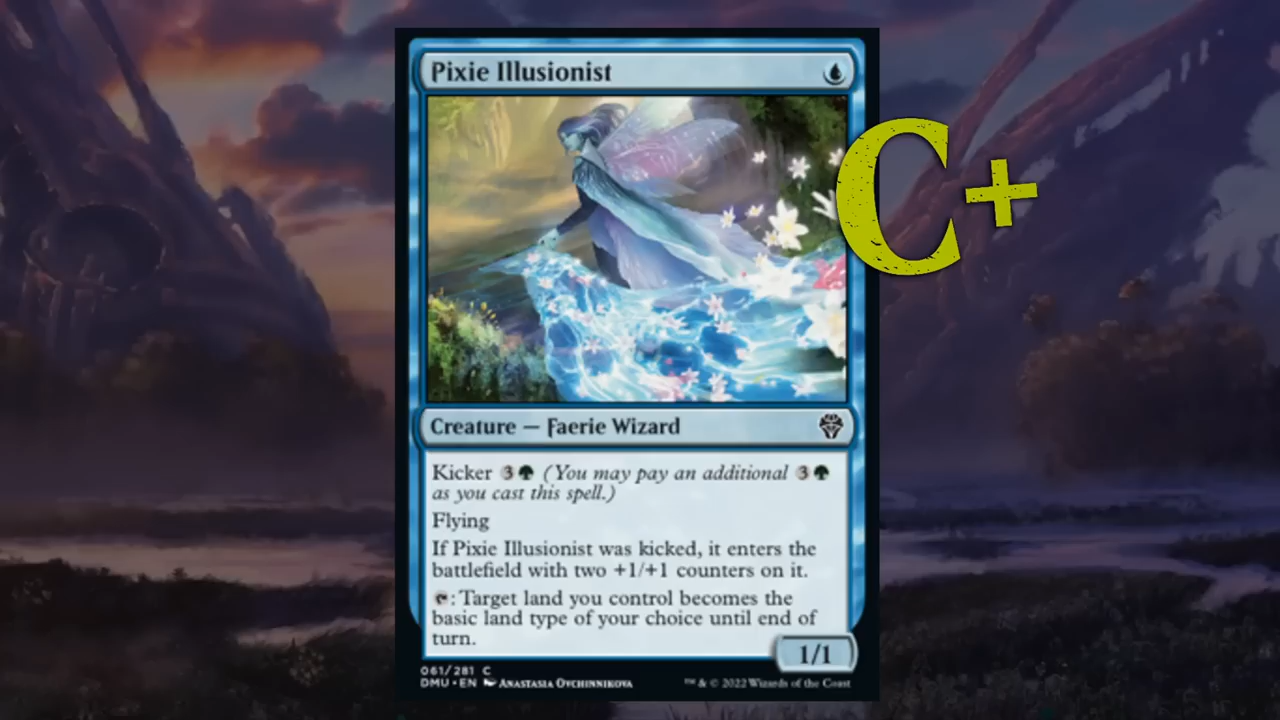 Pixie Illusionist
C+
Creature — Faerie Wizard
Kicker 3 (You may pay an additional 3
as you cast this spell.)
Flying
If Pixie Illusionist was kicked, it enters the
battlefield with two +1/+1 counters on it.
: Target land you control becomes the
basic land type of your choice until end of
turn.
1/1
061/281 C
DMU • EN Anastasia Ovchinnikova
™ & © 2022 Wizards of the Coast